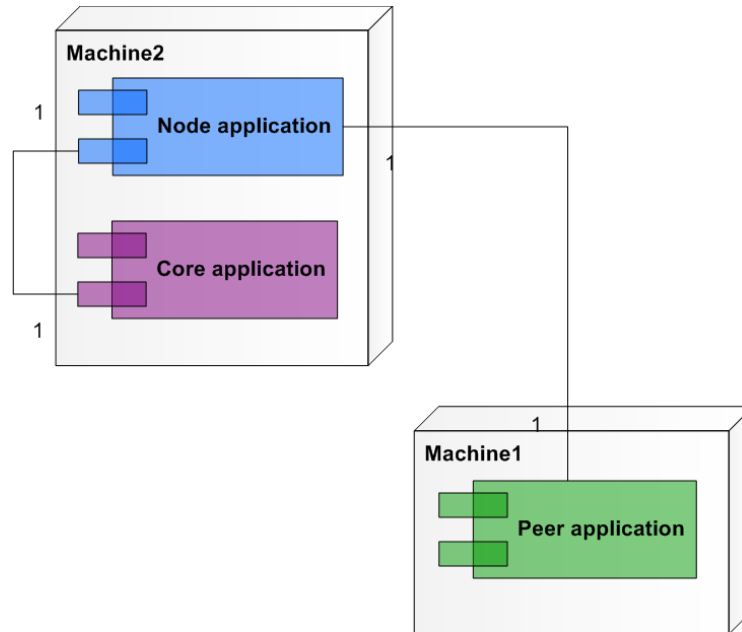 Machine2
1
Node application
1
Core application
1
1
Machine1
Peer application